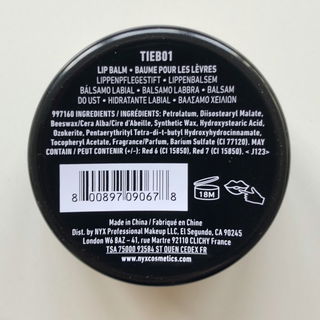 TIEB01
LIP BALM • BAUME POUR LES LÈVRES
LIPPENPFLEGESTIFT • LIPPENBALSEM
BÁLSAMO LABIAL • BALSAMO LABBRA • BALSAM
DO UST • HIDRATANTE LABIAL • ΒΑΛΣΑΜΟ ΧΕΙΛΙΩΝ
997160 INGREDIENTS / INGRÉDIENTS: Petrolatum, Diisostearyl Malate,
Beeswax/Cera Alba/Cire d'Abeille, Synthetic Wax, Hydroxystearic Acid,
Ozokerite, Pentaerythrityl Tetra-di-t-butyl Hydroxyhydrocinnamate,
Tocopheryl Acetate, Fragrance/Parfum, Barium Sulfate (CI 77120). MAY
CONTAIN / PEUT CONTENIR (+/-): Red 6 (CI 15850), Red 7 (CI 15850). < J123 >
8 00897 09067 8
18M
Made in China / Fabriqué en Chine
Dist. by NYX Professional Makeup LLC, El Segundo, CA 90245
London W6 8AZ - 41, rue Martre 92110 CLICHY France
TSA 75000 93584 ST OUEN CEDEX FR
www.nyxcosmetics.com